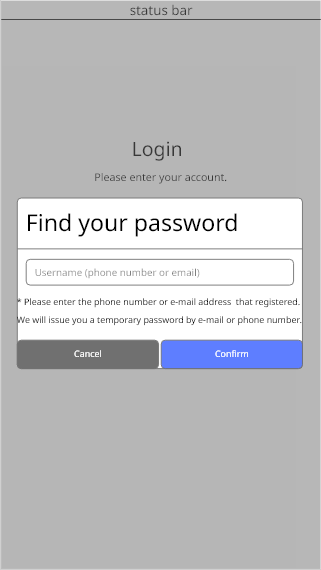 status bar
Login
Please enter your account.
Find your password
Username (phone number or email)
* Please enter the phone number or e-mail address  that registered.
We will issue you a temporary password by e-mail or phone number.
Cancel
Confirm